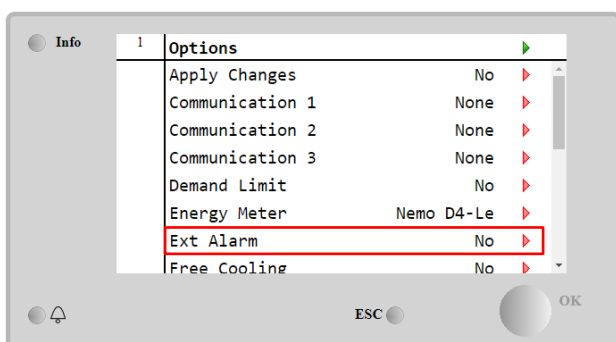 Info
1 Options
Apply Changes No
Communication 1 None
Communication 2 None
Communication 3 None
Demand Limit No
Energy Meter Nemo D4-Le
Ext Alarm No
Free Cooling No
ESC
OK